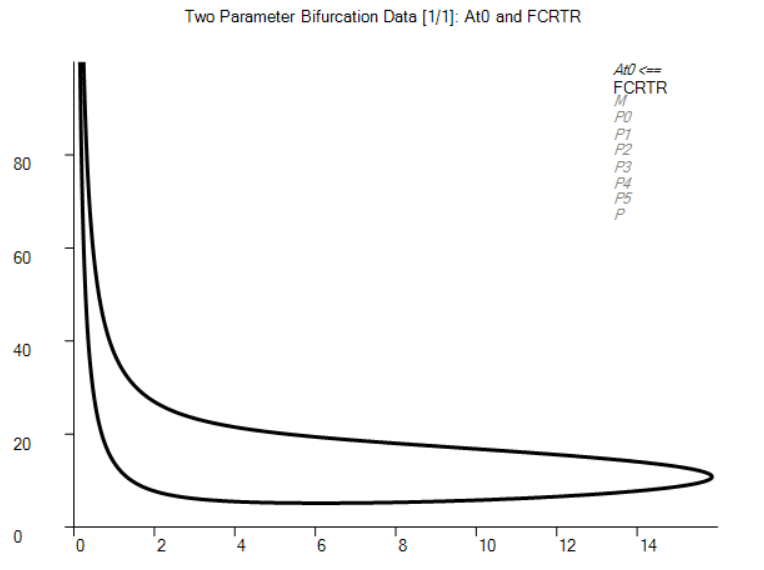 Two Parameter Bifurcation Data [1/1]: At0 and FCRTR
At0 <==
FCRTR
M
P0
P1
P2
P3
P4
P5
P
80
60
40
20
0
0 2 4 6 8 10 12 14